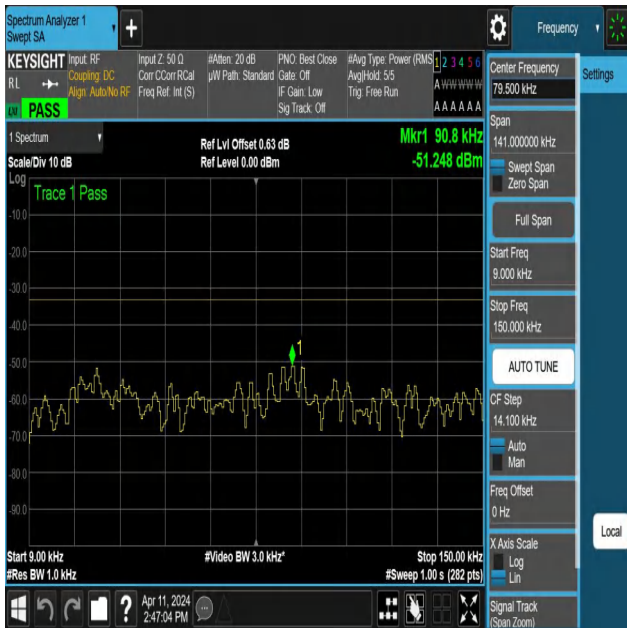 Spectrum Analyzer 1
Swept SA
Frequency
KEYSIGHT
RL
PASS
Input: RF
Coupling: DC
Align: Auto/No RF
Input Z: 50 Ω
Corr CCorr RCal
Freq Ref: Int (S)
#Atten: 20 dB
µW Path: Standard
PNO: Best Close
Gate: Off
IF Gain: Low
Sig Track: Off
#Avg Type: Power (RMS
Avg|Hold: 5/5
Trig: Free Run
1 2 3 4 5 6
A W W W W W
A A A A A A
1 Spectrum
Scale/Div 10 dB
Log
Ref Lvl Offset 0.63 dB
Ref Level 0.00 dBm
Mkr1 90.8 kHz
-51.248 dBm
Trace 1 Pass
-10.0
-20.0
-30.0
-40.0
-50.0
-60.0
-70.0
-80.0
-90.0
1
Start 9.00 kHz
#Res BW 1.0 kHz
#Video BW 3.0 kHz*
Stop 150.00 kHz
#Sweep 1.00 s (282 pts)
Apr 11, 2024
2:47:04 PM
Center Frequency
79.500 kHz
Span
141.000000 kHz
Swept Span
Zero Span
Full Span
Start Freq
9.000 kHz
Stop Freq
150.000 kHz
AUTO TUNE
CF Step
14.100 kHz
Auto
Man
Freq Offset
0 Hz
X Axis Scale
Log
Lin
Signal Track
(Span Zoom)
Settings
Local